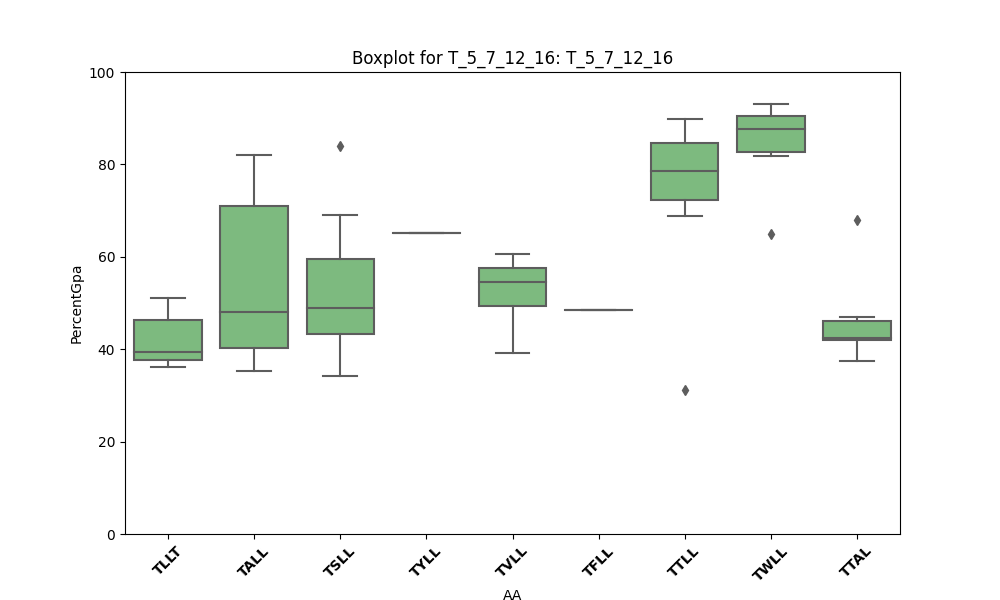 Boxplot for T_5_7_12_16: T_5_7_12_16
100
80
60
40
20
0
PercentGpa
TLLT
TALL
TSLL
TYLL
TVLL
TFLL
TTLL
TWLL
TTAL
AA